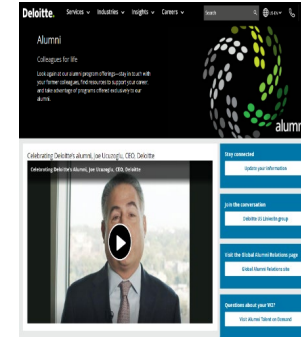 Deloitte.
Services
Industries
Insights
Careers
Search
US-EN
Alumni
Colleagues for life
Look again at our alumni program offerings—stay in touch with
your former colleagues, find resources to support your career,
and take advantage of programs offered exclusively to our
alumni.
alumn
Celebrating Deloitte's alumni, Joe Ucuzoglu, CEO, Deloitte
Celebrating Deloitte's Alumni, Joe Ucuzoglu, CEO, Deloitte
Stay connected
Update your information
Join the conversation
Deloitte US LinkedIn group
Visit the Global Alumni Relations page
Global Alumni Relations site
Questions about your W2?
Visit Alumni Talent on Demand